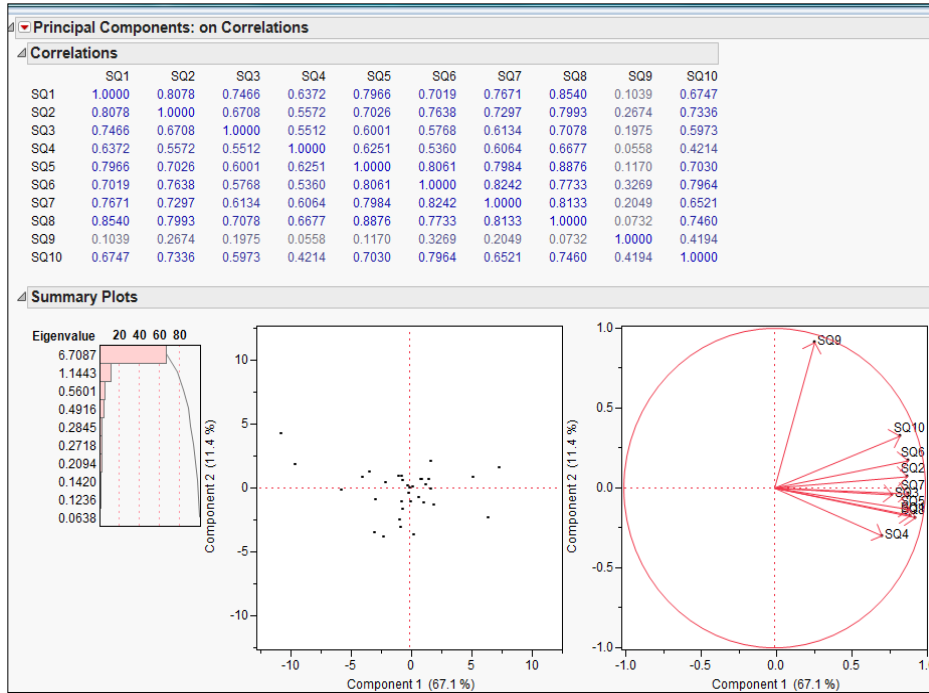 Principal Components: on Correlations
Correlations
SQ1 SQ2 SQ3 SQ4 SQ5 SQ6 SQ7 SQ8 SQ9 SQ10
SQ1 1.0000 0.8078 0.7466 0.6372 0.7966 0.7019 0.7671 0.8540 0.1039 0.6747
SQ2 0.8078 1.0000 0.6708 0.5572 0.7026 0.7638 0.7297 0.7993 0.2674 0.7336
SQ3 0.7466 0.6708 1.0000 0.5512 0.6001 0.5768 0.6134 0.7078 0.1975 0.5973
SQ4 0.6372 0.5572 0.5512 1.0000 0.6251 0.5360 0.6064 0.6677 0.0558 0.4214
SQ5 0.7966 0.7026 0.6001 0.6251 1.0000 0.8061 0.7984 0.8876 0.1170 0.7030
SQ6 0.7019 0.7638 0.5768 0.5360 0.8061 1.0000 0.8242 0.7733 0.3269 0.7964
SQ7 0.7671 0.7297 0.6134 0.6064 0.7984 0.8242 1.0000 0.8133 0.2049 0.6521
SQ8 0.8540 0.7993 0.7078 0.6677 0.8876 0.7733 0.8133 1.0000 0.0732 0.7460
SQ9 0.1039 0.2674 0.1975 0.0558 0.1170 0.3269 0.2049 0.0732 1.0000 0.4194
SQ10 0.6747 0.7336 0.5973 0.4214 0.7030 0.7964 0.6521 0.7460 0.4194 1.0000
Summary Plots
Eigenvalue 20 40 60 80
6.7087
1.1443
0.5601
0.4916
0.2845
0.2718
0.2094
0.1420
0.1236
0.0638
Component 2 (11.4 %)
10
5
0
-5
-10
-10 -5 0 5 10
Component 1 (67.1 %)
Component 2 (11.4 %)
1.0
0.5
0.0
-0.5
-1.0
SQ9
SQ10
SQ6
SQ2
SQ7
SQ3
SQ5
SQ4
-1.0 -0.5 0.0 0.5 1.0
Component 1 (67.1 %)